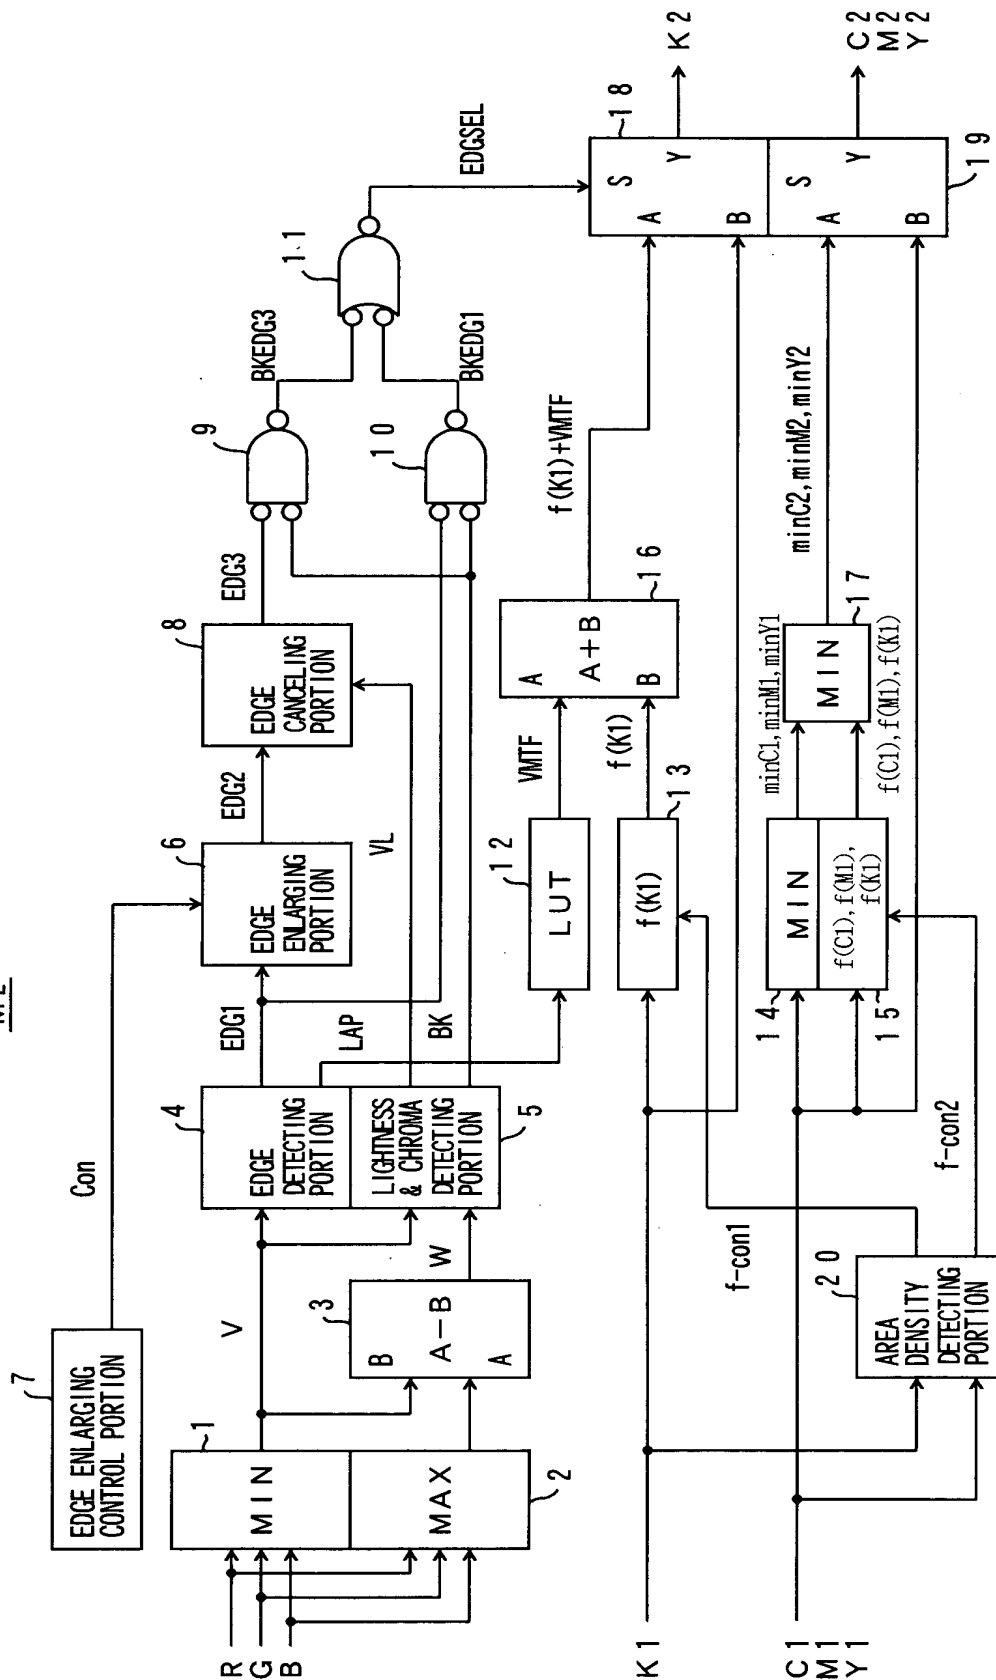 7
EDGE ENLARGING
CONTROL PORTION
Con
R
G
B
1
MIN
MAX
2
V
3
B
A-B
A
W
4
EDGE
DETECTING
PORTION
LIGHTNESS
& CHROMA
DETECTING
PORTION
5
EDG1
LAP
VL
BK
6
EDGE
ENLARGING
PORTION
EDG2
8
EDGE
CANCELING
PORTION
EDG3
9
10
BKEDG3
BKEDG1
11
EDGSEL
12
LUT
VMTF
f(K1)
13
f(K1)
A
A+B
B
16
f(K1)+VMTF
K1
C1
M1
Y1
20
AREA
DENSITY
DETECTING
PORTION
f-con1
f-con2
14
MIN
f(C1), f(M1),
f(K1)
15
minC1,minM1,minY1
MIN
17
f(C1),f(M1),f(K1)
minC2,minM2,minY2
18
S
A
Y
B
S
A
Y
B
19
K2
C2
M2
Y2